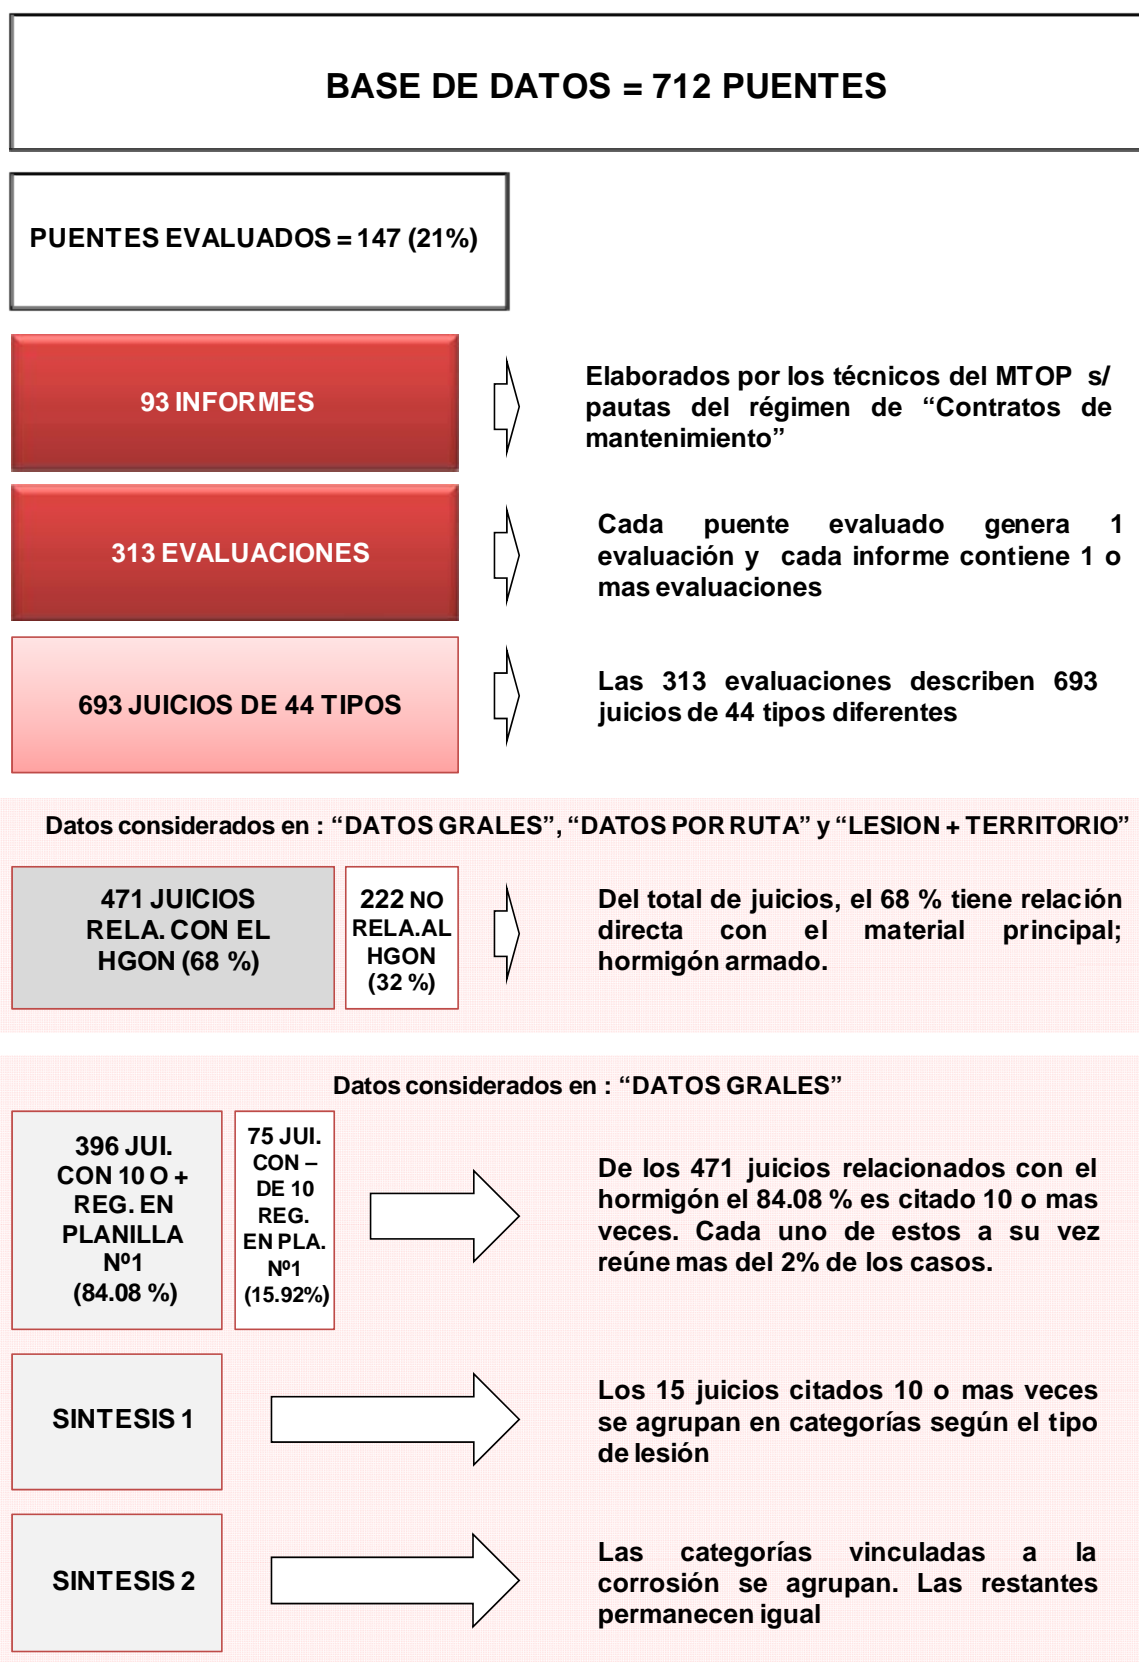 BASE DE DATOS = 712 PUENTES
PUENTES EVALUADOS = 147 (21%)
93 INFORMES
Elaborados por los técnicos del MTOP s/
pautas del régimen de “Contratos de
mantenimiento”
313 EVALUACIONES
Cada puente evaluado genera 1
evaluación y cada informe contiene 1 o
mas evaluaciones
693 JUICIOS DE 44 TIPOS
Las 313 evaluaciones describen 693
juicios de 44 tipos diferentes
Datos considerados en : “DATOS GRALES”, “DATOS POR RUTA” y “LESION + TERRITORIO”
471 JUICIOS
RELA. CON EL
HGON (68 %)
222 NO
RELA.AL
HGON
(32 %)
Del total de juicios, el 68 % tiene relación
directa con el material principal;
hormigón armado.
Datos considerados en : “DATOS GRALES”
396 JUI.
CON 10 O +
REG. EN
PLANILLA
Nº1
(84.08 %)
75 JUI.
CON –
DE 10
REG.
EN PLA.
Nº1
(15.92%)
De los 471 juicios relacionados con el
hormigón el 84.08 % es citado 10 o mas
veces. Cada uno de estos a su vez
reúne mas del 2% de los casos.
SINTESIS 1
Los 15 juicios citados 10 o mas veces
se agrupan en categorías según el tipo
de lesión
SINTESIS 2
Las categorías vinculadas a la
corrosión se agrupan. Las restantes
permanecen igual